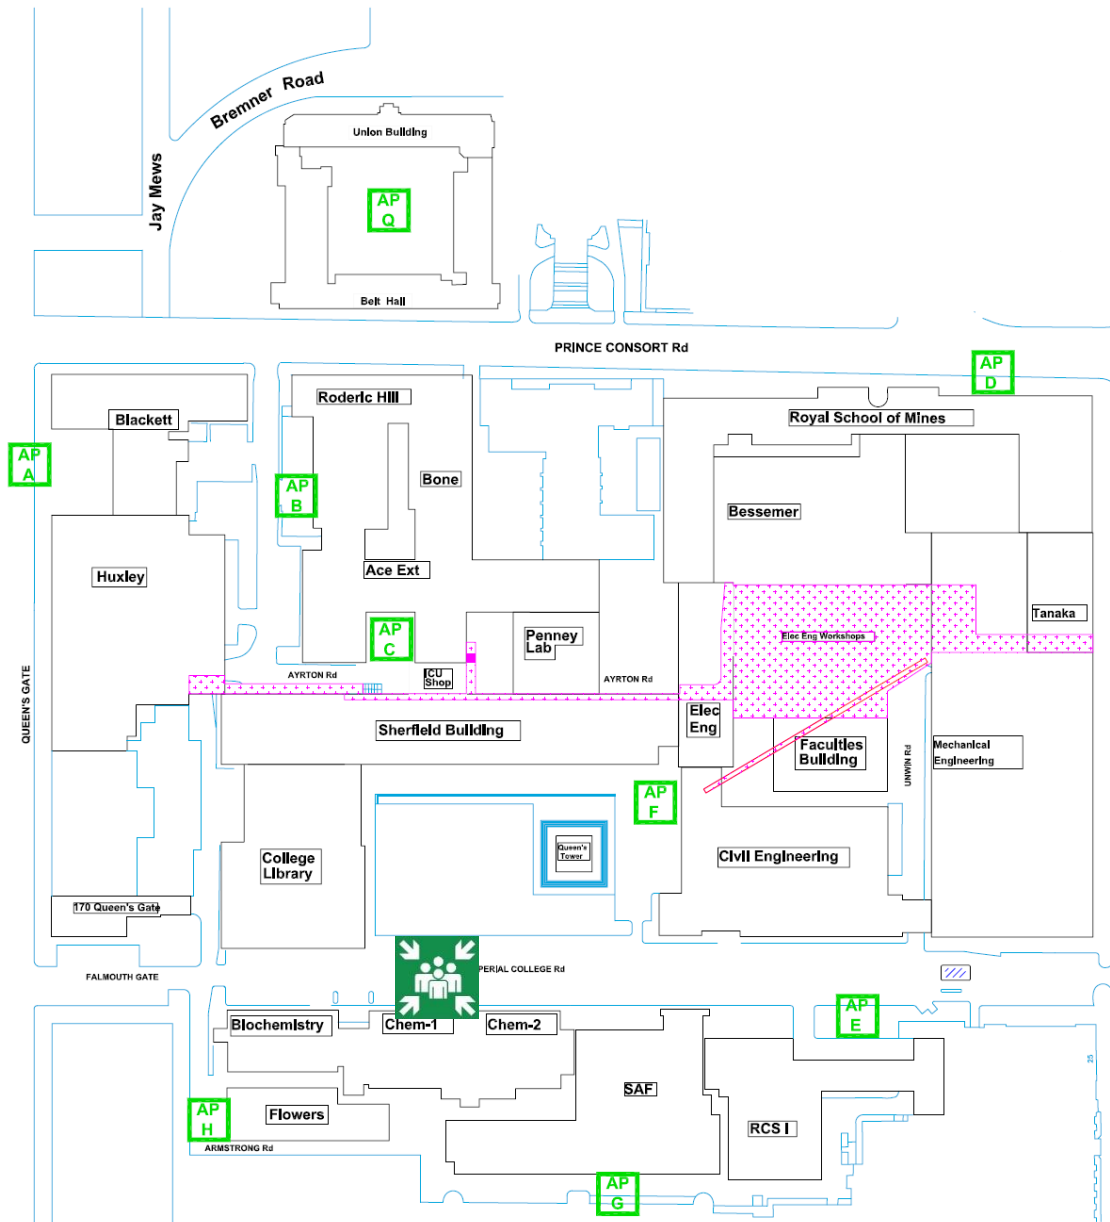 Bremner Road
Jay Mews
Union Building
AP
Q
Belt Hall
PRINCE CONSORT Rd
AP
D
Roderic Hill
Royal School of Mines
Blackett
AP
A
Bone
AP
B
Bessemer
Ace Ext
Huxley
Tanaka
AP
C
Penney
Lab
Elec Eng Workshops
ICU
Shop
AYRTON Rd
AYRTON Rd
QUEEN'S GATE
Elec
Eng
Sherfield Building
Faculties
Building
UNWIN Rd
Mechanical
Engineering
AP
F
Queen's
Tower
Civil Engineering
College
Library
170 Queen's Gate
FALMOUTH GATE
PERIAL COLLEGE Rd
AP
E
Biochemistry
Chem-1
Chem-2
25
SAF
AP
H
Flowers
RCS I
ARMSTRONG Rd
AP
G